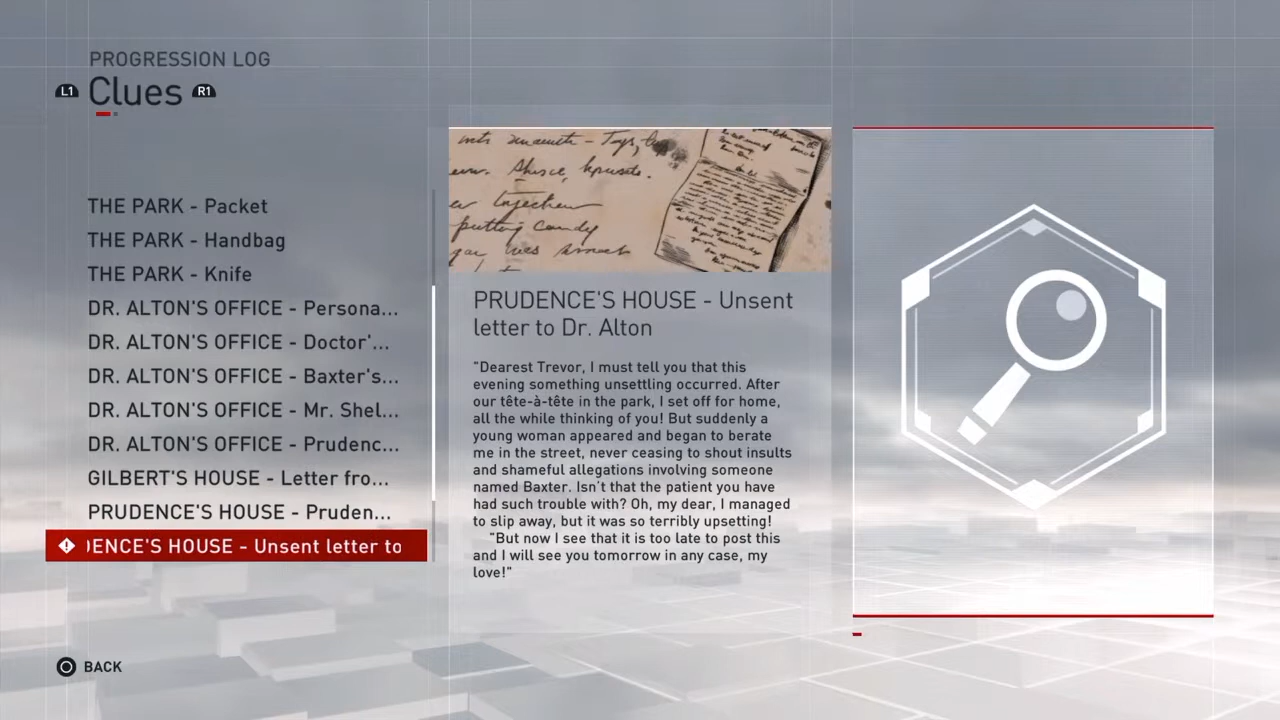 PROGRESSION LOG
L1 Clues R1
THE PARK - Packet
THE PARK - Handbag
THE PARK - Knife
DR. ALTON'S OFFICE - Persona...
DR. ALTON'S OFFICE - Doctor'...
DR. ALTON'S OFFICE - Baxter's...
DR. ALTON'S OFFICE - Mr. Shel...
DR. ALTON'S OFFICE - Prudenc...
GILBERT'S HOUSE - Letter fro...
PRUDENCE'S HOUSE - Pruden...
DENCE'S HOUSE - Unsent letter to
PRUDENCE'S HOUSE - Unsent
letter to Dr. Alton
"Dearest Trevor, I must tell you that this
evening something unsettling occurred. After
our tête-à-tête in the park, I set off for home,
all the while thinking of you! But suddenly a
young woman appeared and began to berate
me in the street, never ceasing to shout insults
and shameful allegations involving someone
named Baxter. Isn't that the patient you have
had such trouble with? Oh, my dear, I managed
to slip away, but it was so terribly upsetting!
"But now I see that it is too late to post this
and I will see you tomorrow in any case, my
love!"
BACK